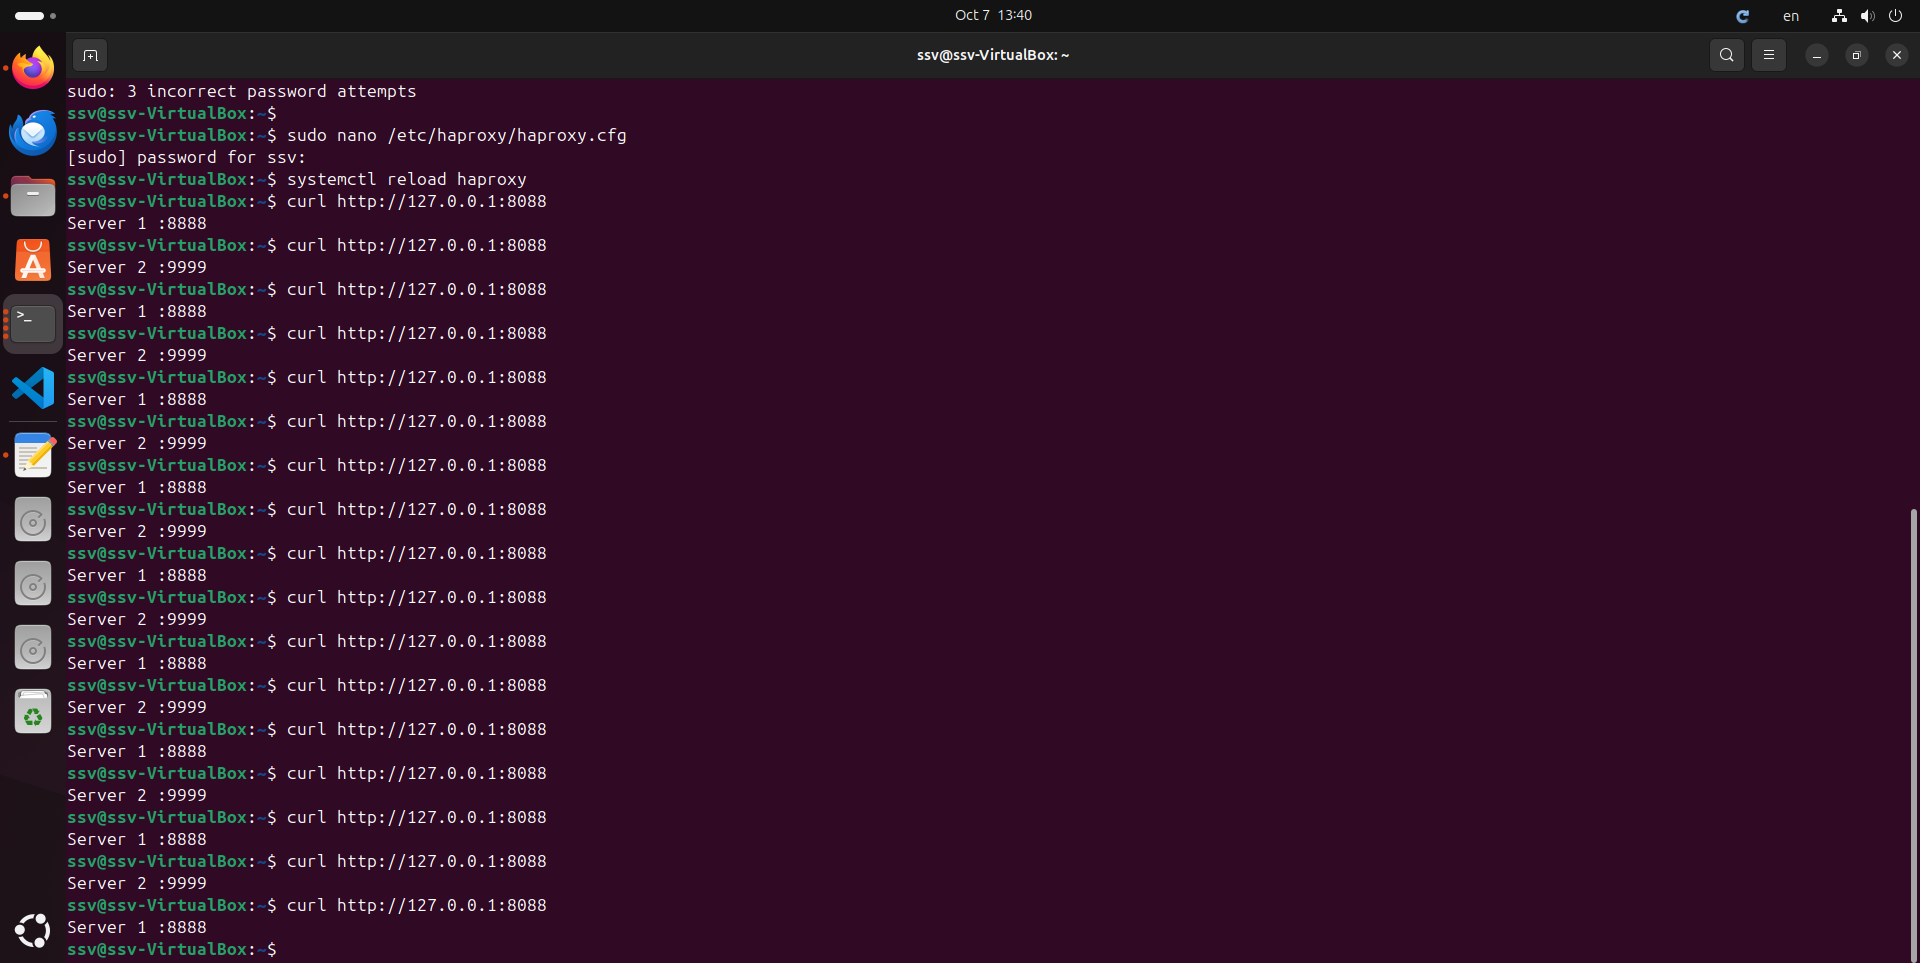 Oct 7 13:40
en
ssv@ssv-VirtualBox: ~
sudo: 3 incorrect password attempts
ssv@ssv-VirtualBox:~$
ssv@ssv-VirtualBox:~$ sudo nano /etc/haproxy/haproxy.cfg
[sudo] password for ssv:
ssv@ssv-VirtualBox:~$ systemctl reload haproxy
ssv@ssv-VirtualBox:~$ curl http://127.0.0.1:8088
Server 1 :8888
ssv@ssv-VirtualBox:~$ curl http://127.0.0.1:8088
Server 2 :9999
ssv@ssv-VirtualBox:~$ curl http://127.0.0.1:8088
Server 1 :8888
ssv@ssv-VirtualBox:~$ curl http://127.0.0.1:8088
Server 2 :9999
ssv@ssv-VirtualBox:~$ curl http://127.0.0.1:8088
Server 1 :8888
ssv@ssv-VirtualBox:~$ curl http://127.0.0.1:8088
Server 2 :9999
ssv@ssv-VirtualBox:~$ curl http://127.0.0.1:8088
Server 1 :8888
ssv@ssv-VirtualBox:~$ curl http://127.0.0.1:8088
Server 2 :9999
ssv@ssv-VirtualBox:~$ curl http://127.0.0.1:8088
Server 1 :8888
ssv@ssv-VirtualBox:~$ curl http://127.0.0.1:8088
Server 2 :9999
ssv@ssv-VirtualBox:~$ curl http://127.0.0.1:8088
Server 1 :8888
ssv@ssv-VirtualBox:~$ curl http://127.0.0.1:8088
Server 2 :9999
ssv@ssv-VirtualBox:~$ curl http://127.0.0.1:8088
Server 1 :8888
ssv@ssv-VirtualBox:~$ curl http://127.0.0.1:8088
Server 2 :9999
ssv@ssv-VirtualBox:~$ curl http://127.0.0.1:8088
Server 1 :8888
ssv@ssv-VirtualBox:~$ curl http://127.0.0.1:8088
Server 2 :9999
ssv@ssv-VirtualBox:~$ curl http://127.0.0.1:8088
Server 1 :8888
ssv@ssv-VirtualBox:~$